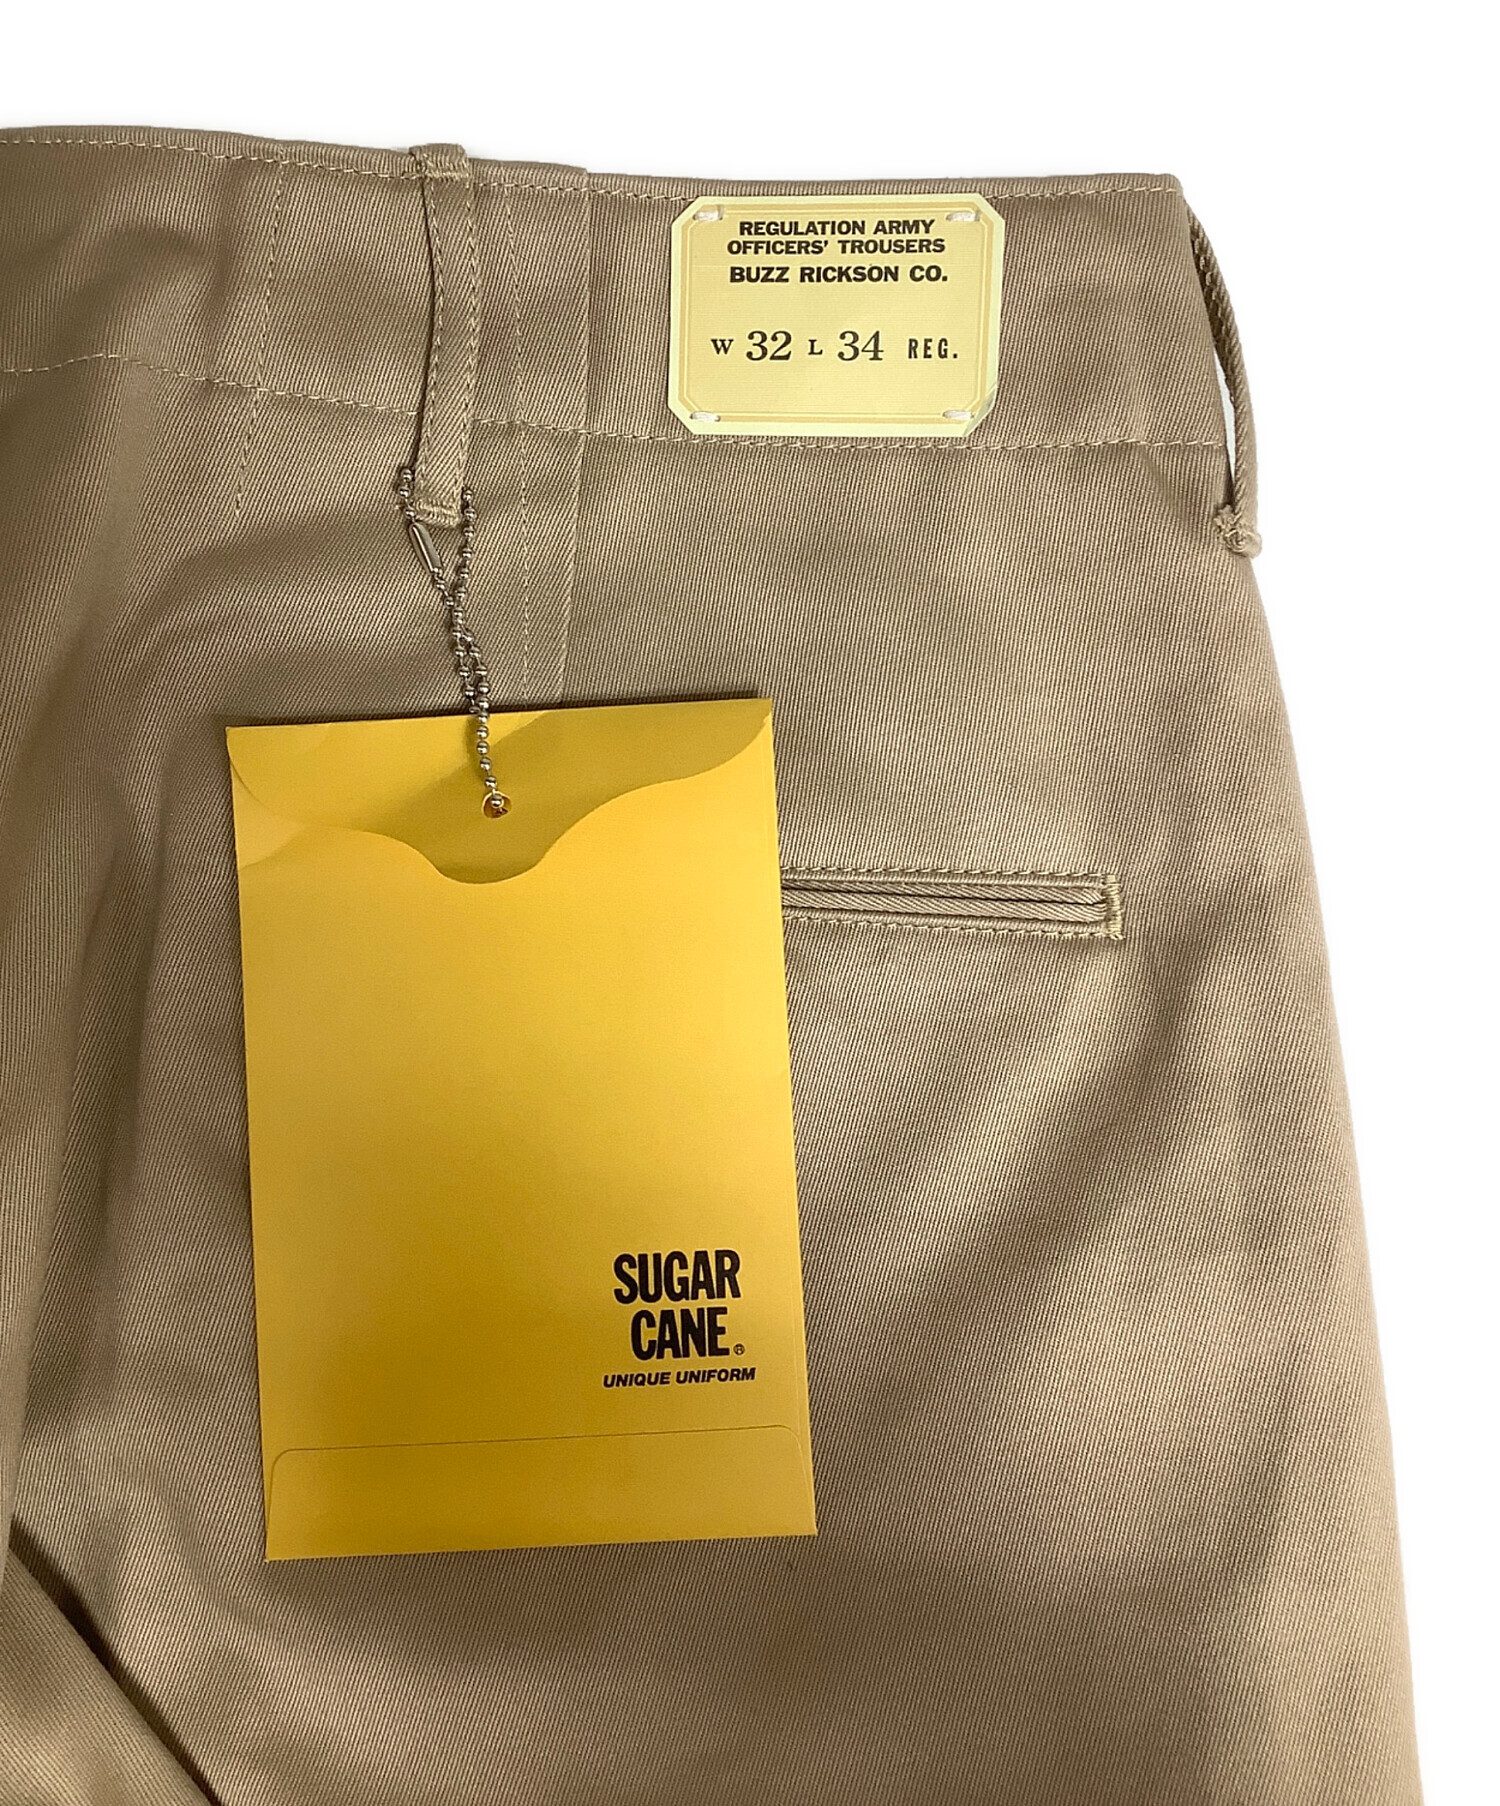 REGULATION ARMY
OFFICERS' TROUSERS
BUZZ RICKSON CO.
W 32 L 34 REG.
SUGAR
CANE®
UNIQUE UNIFORM